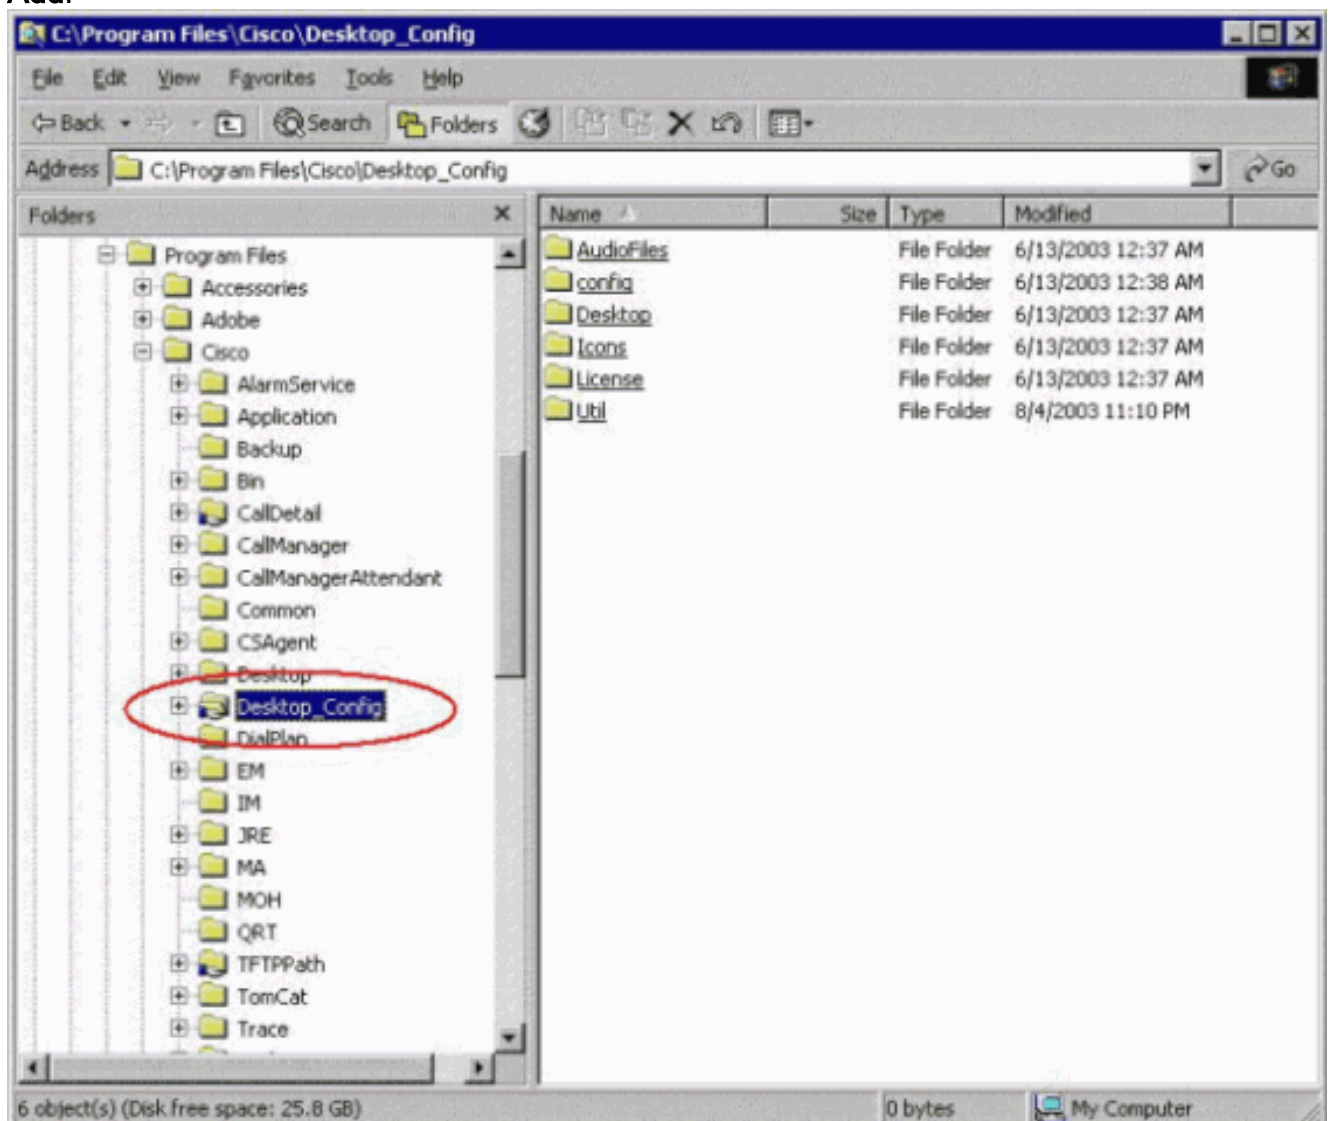 Add.
C:\Program Files\Cisco\Desktop_Config
File Edit View Favorites Tools Help
Back Search Folders
Address C:\Program Files\Cisco\Desktop_Config Go
Folders
Name Size Type Modified
Program Files
Accessories
Adobe
Cisco
AlarmService
Application
Backup
Bin
CallDetail
CallManager
CallManagerAttendant
Common
CSAgent
Desktop
Desktop_Config
DialPlan
EM
IM
JRE
MA
MOH
QRT
TFTPPath
TomCat
Trace
AudioFiles File Folder 6/13/2003 12:37 AM
config File Folder 6/13/2003 12:38 AM
Desktop File Folder 6/13/2003 12:37 AM
Icons File Folder 6/13/2003 12:37 AM
License File Folder 6/13/2003 12:37 AM
Util File Folder 8/4/2003 11:10 PM
6 object(s) (Disk free space: 25.8 GB) 0 bytes My Computer